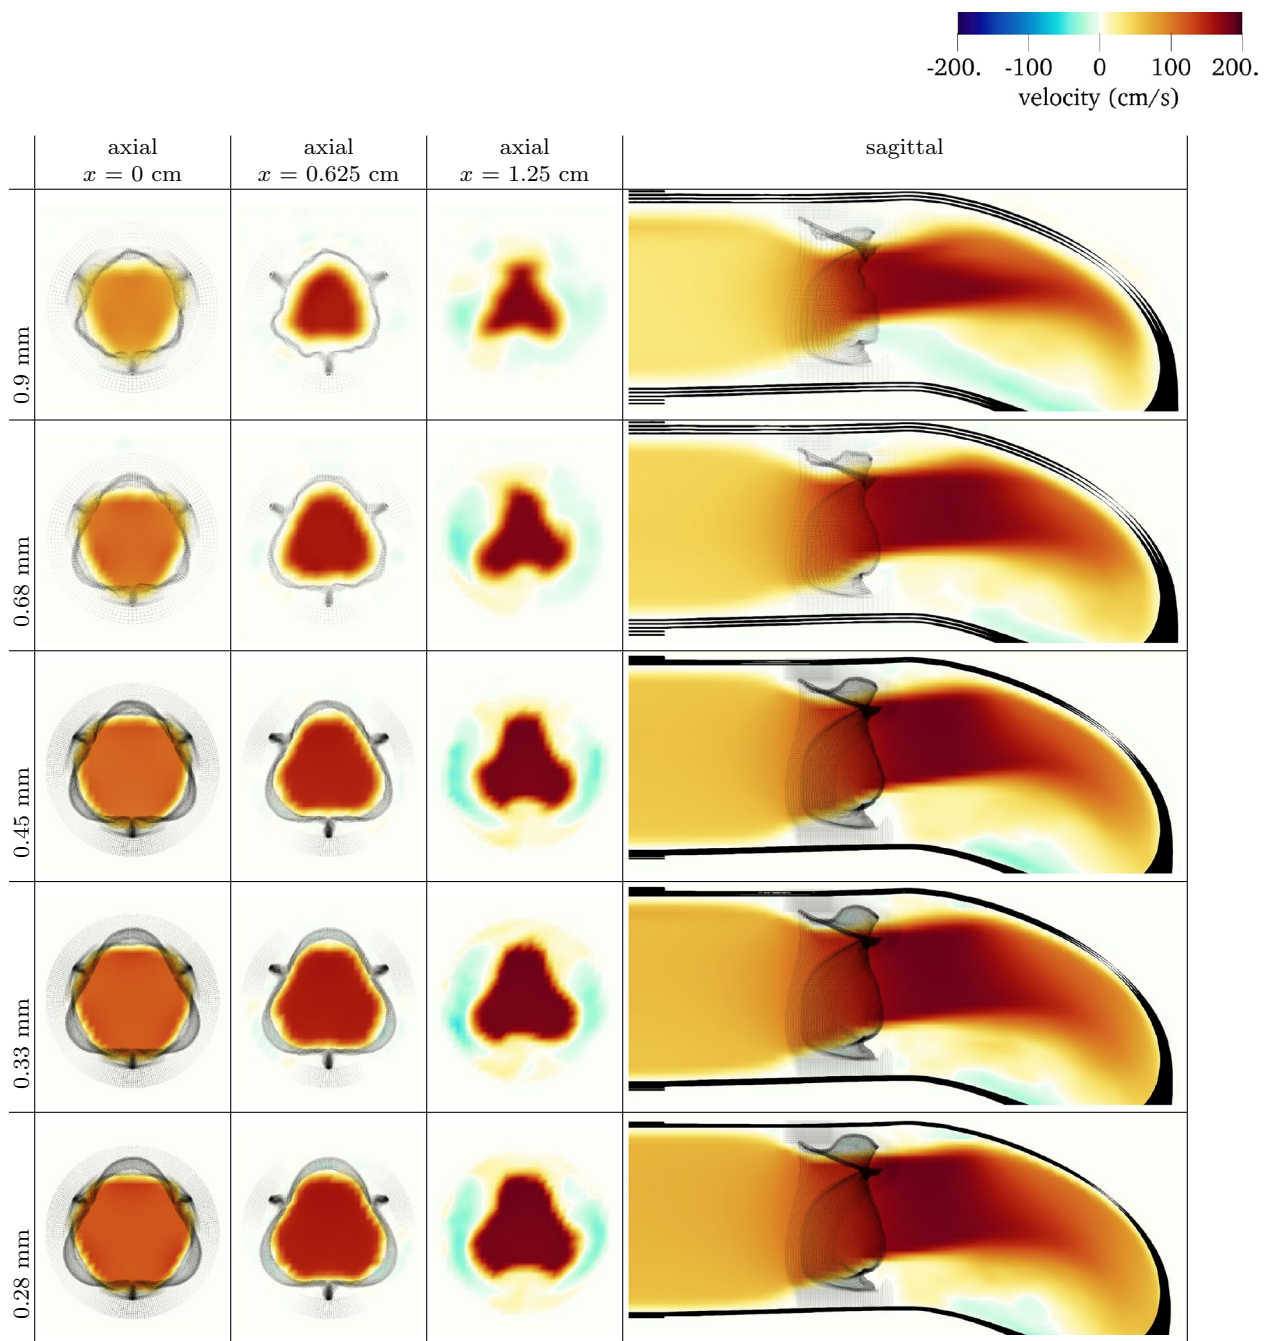 -200. -100 0 100 200.
velocity (cm/s)
axial axial axial sagittal
x = 0 cm x = 0.625 cm x = 1.25 cm
0.9 mm
0.68 mm
0.45 mm
0.33 mm
0.28 mm